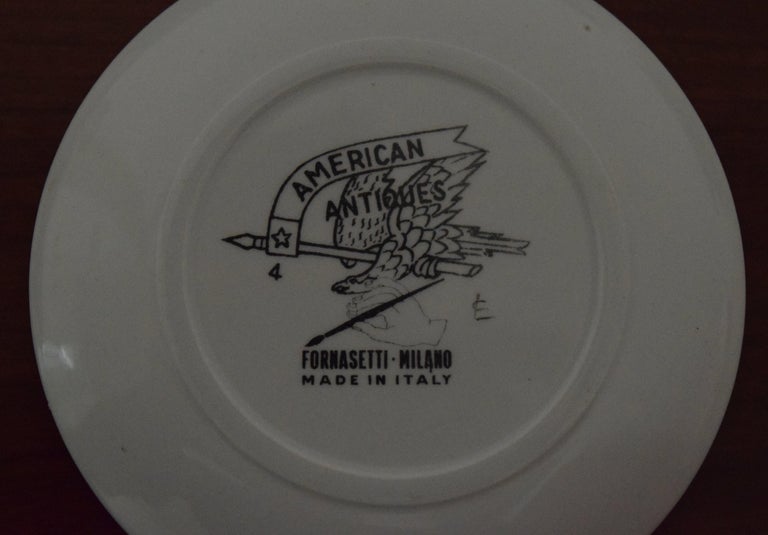 AMERICAN
ANTIQUES
4
FORNASETTI · MILANO
MADE IN ITALY